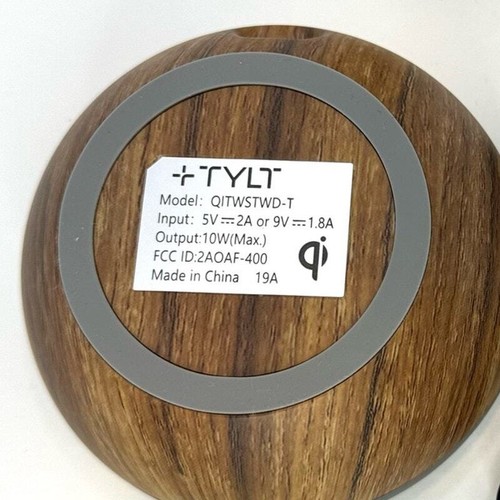 TYLT
Model: QITWSTWD-T
Input: 5V⎓2A or 9V⎓1.8A
Output:10W(Max.)
FCC ID:2AOAF-400
Made in China 19A
qi